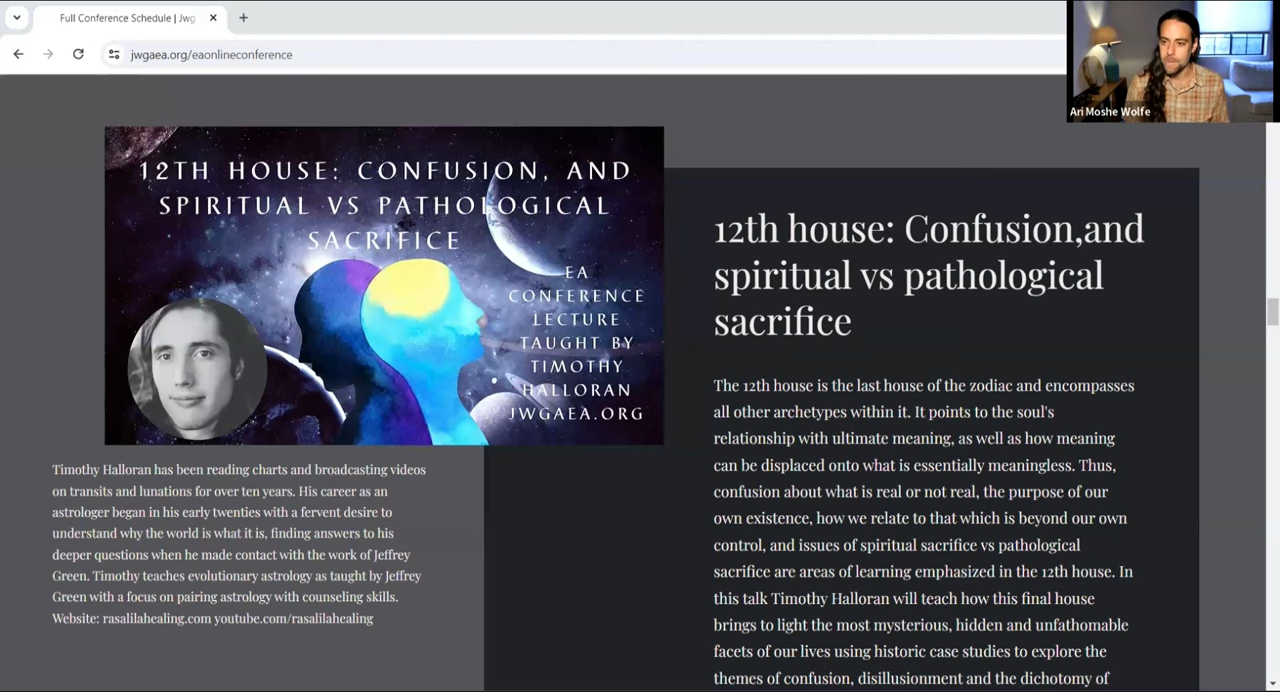 Full Conference Schedule | Jwg
jwgaea.org/eaonlineconference
Ari Moshe Wolfe
12TH HOUSE: CONFUSION, AND
SPIRITUAL VS PATHOLOGICAL
SACRIFICE
EA
CONFERENCE
LECTURE
TAUGHT BY
TIMOTHY
HALLORAN
JWGAEA.ORG
Timothy Halloran has been reading charts and broadcasting videos
on transits and lunations for over ten years. His career as an
astrologer began in his early twenties with a fervent desire to
understand why the world is what it is, finding answers to his
deeper questions when he made contact with the work of Jeffrey
Green. Timothy teaches evolutionary astrology as taught by Jeffrey
Green with a focus on pairing astrology with counseling skills.
Website: rasalilahealing.com youtube.com/rasalilahealing
12th house: Confusion,and
spiritual vs pathological
sacrifice
The 12th house is the last house of the zodiac and encompasses
all other archetypes within it. It points to the soul's
relationship with ultimate meaning, as well as how meaning
can be displaced onto what is essentially meaningless. Thus,
confusion about what is real or not real, the purpose of our
own existence, how we relate to that which is beyond our own
control, and issues of spiritual sacrifice vs pathological
sacrifice are areas of learning emphasized in the 12th house. In
this talk Timothy Halloran will teach how this final house
brings to light the most mysterious, hidden and unfathomable
facets of our lives using historic case studies to explore the
themes of confusion, disillusionment and the dichotomy of